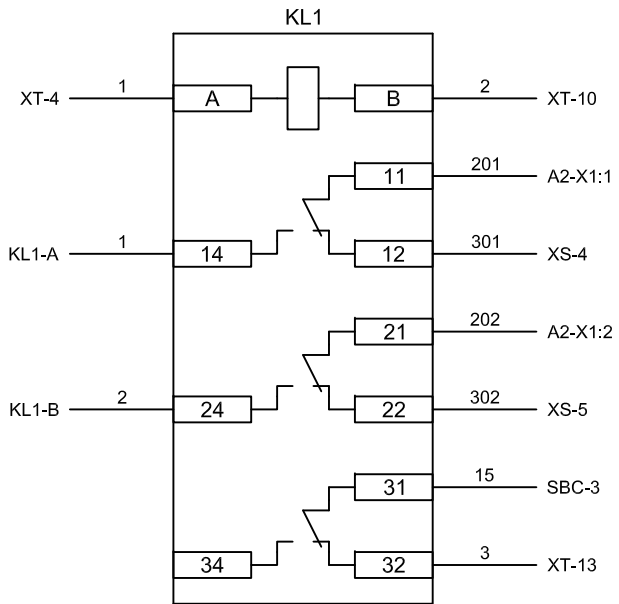 KL1
XT-4 1 A B 2 XT-10
11 201 A2-X1:1
KL1-A 1 14 12 301 XS-4
21 202 A2-X1:2
KL1-B 2 24 22 302 XS-5
31 15 SBC-3
34 32 3 XT-13